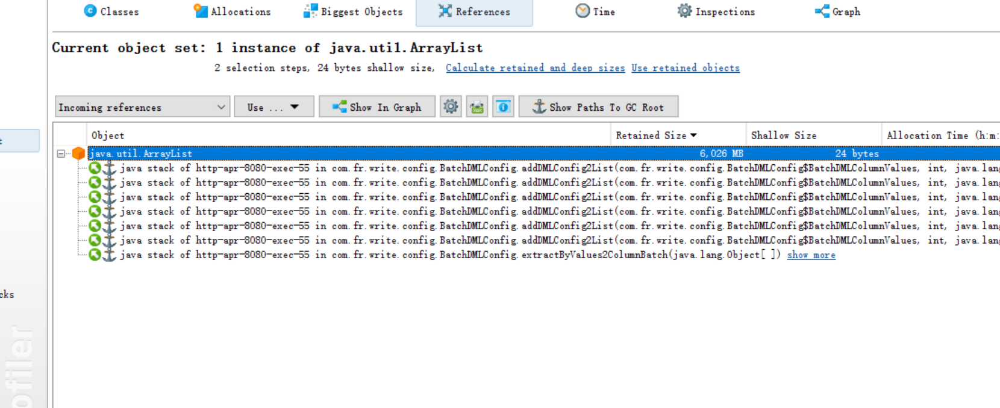 Classes Allocations Biggest Objects References Time Inspections Graph
Current object set: 1 instance of java.util.ArrayList
2 selection steps, 24 bytes shallow size, Calculate retained and deep sizes Use retained objects
Incoming references Use ... Show In Graph Show Paths To GC Root
Object Retained Size Shallow Size Allocation Time (h:m:
t
java.util.ArrayList 6,026 MB 24 bytes
java stack of http-apr-8080-exec-55 in com.fr.write.config.BatchDMLConfig.addDMLConfig2List(com.fr.write.config.BatchDMLConfig$BatchDMLColumnValues, int, java.lang
java stack of http-apr-8080-exec-55 in com.fr.write.config.BatchDMLConfig.addDMLConfig2List(com.fr.write.config.BatchDMLConfig$BatchDMLColumnValues, int, java.lang
java stack of http-apr-8080-exec-55 in com.fr.write.config.BatchDMLConfig.addDMLConfig2List(com.fr.write.config.BatchDMLConfig$BatchDMLColumnValues, int, java.lang
java stack of http-apr-8080-exec-55 in com.fr.write.config.BatchDMLConfig.addDMLConfig2List(com.fr.write.config.BatchDMLConfig$BatchDMLColumnValues, int, java.lang
java stack of http-apr-8080-exec-55 in com.fr.write.config.BatchDMLConfig.addDMLConfig2List(com.fr.write.config.BatchDMLConfig$BatchDMLColumnValues, int, java.lang
java stack of http-apr-8080-exec-55 in com.fr.write.config.BatchDMLConfig.addDMLConfig2List(com.fr.write.config.BatchDMLConfig$BatchDMLColumnValues, int, java.lang
java stack of http-apr-8080-exec-55 in com.fr.write.config.BatchDMLConfig.extractByValues2ColumnBatch(java.lang.Object[ ]) show more
cks
ofiler